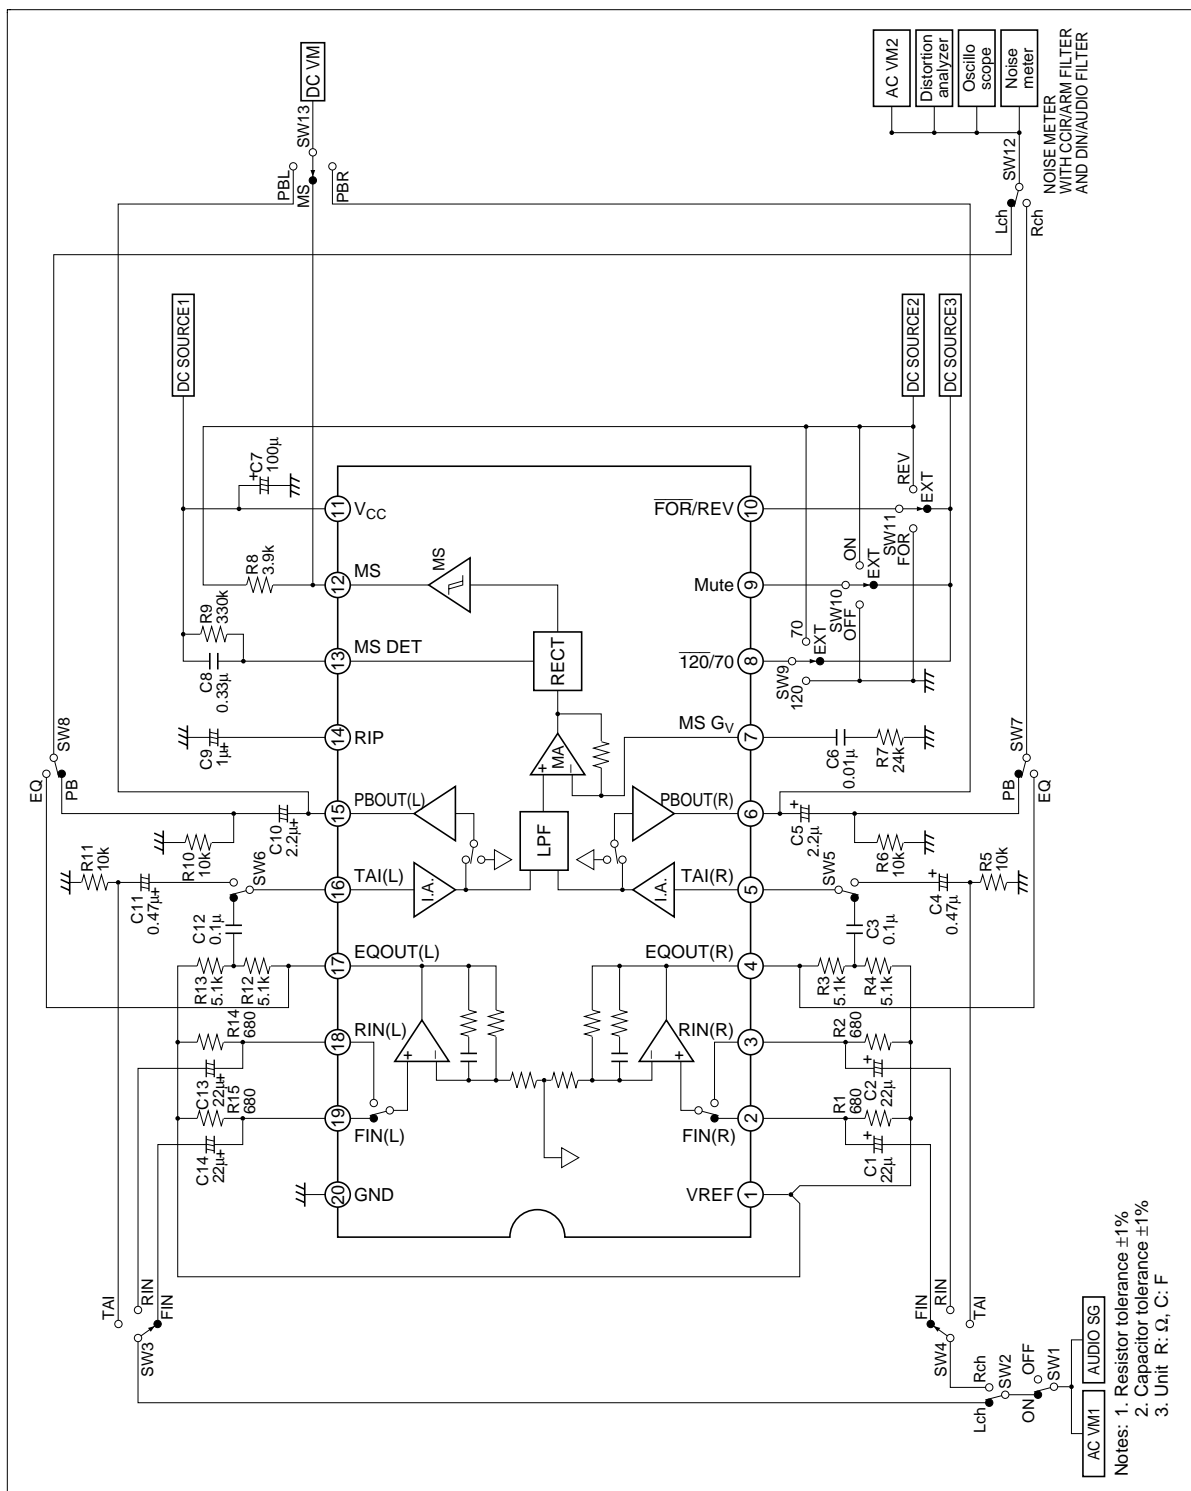 AC VM2
Distortion
analyzer
Oscillo
scope
Noise
meter
NOISE METER
WITH CCIR/ARM FILTER
AND DIN/AUDIO FILTER
DC VM
SW13
PBL
MS
PBR
SW12
Lch
Rch
DC SOURCE1
DC SOURCE2
DC SOURCE3
C7
100µ
+
R8
3.9k
R9
330k
C8
0.33µ
C9
1µ+
11
VCC
12
MS
13
MS DET
14
RIP
15
PBOUT(L)
16
TAI(L)
17
EQOUT(L)
18
RIN(L)
19
FIN(L)
20
GND
MS
RECT
MA
+
−
LPF
I.A.
I.A.
+
−
−
+
10
FOR/REV
9
Mute
8
120/70
7
MS GV
6
PBOUT(R)
5
TAI(R)
4
EQOUT(R)
3
RIN(R)
2
FIN(R)
1
VREF
REV
EXT
SW11
FOR
ON
EXT
SW10
OFF
70
EXT
SW9
120
C6
0.01µ
R7
24k
SW8
EQ
PB
SW7
PB
EQ
R10
10k
C10
2.2µ+
R11
10k
C11
0.47µ+
SW6
C12
0.1µ
R13
5.1k
R12
5.1k
R14
680
C13
22µ+
R15
680
C14
22µ+
C5
2.2µ
+
R6
10k
R5
10k
SW5
C4
0.47µ
+
C3
0.1µ
R3
5.1k
R4
5.1k
R2
680
C2
22µ
+
R1
680
C1
22µ
+
TAI
RIN
FIN
SW3
FIN
RIN
TAI
SW4
Rch
Lch
SW2
OFF
ON
SW1
AC VM1
AUDIO SG
Notes: 1. Resistor tolerance ±1%
2. Capacitor tolerance ±1%
3. Unit R: Ω, C: F